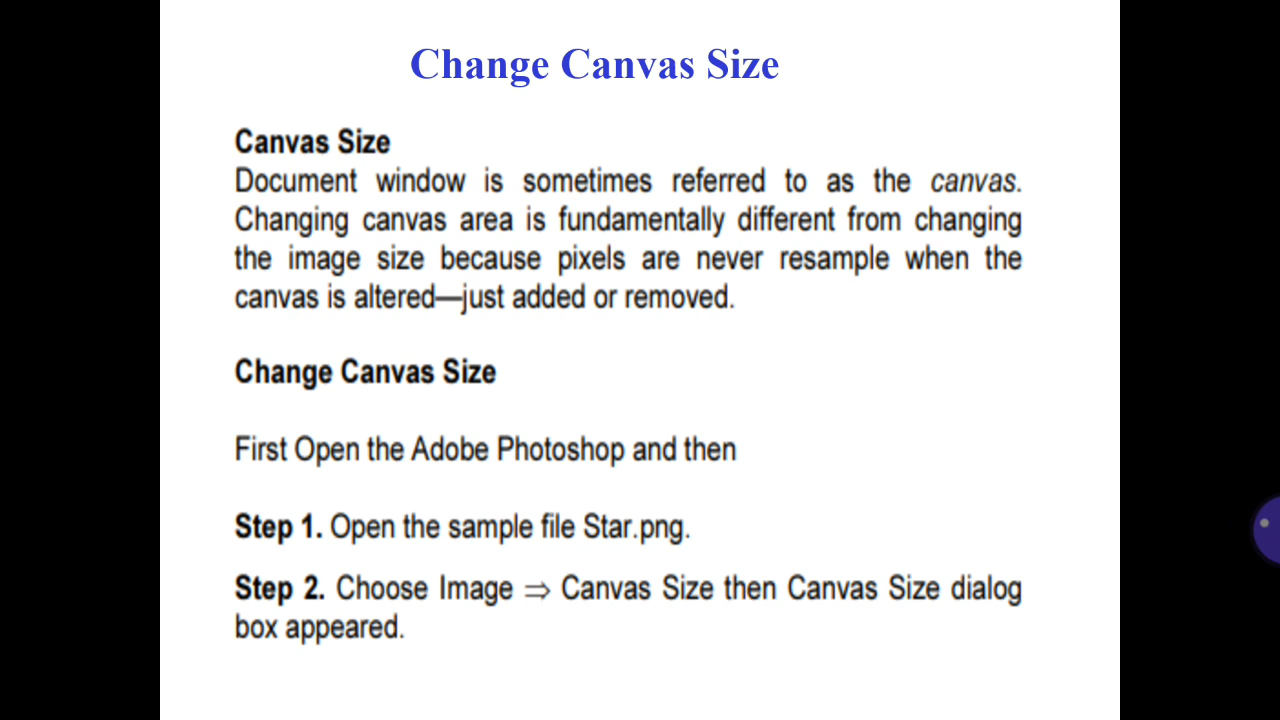 Change Canvas Size
Canvas Size
Document window is sometimes referred to as the canvas.
Changing canvas area is fundamentally different from changing
the image size because pixels are never resample when the
canvas is altered—just added or removed.
Change Canvas Size
First Open the Adobe Photoshop and then
Step 1. Open the sample file Star.png.
Step 2. Choose Image ⇒ Canvas Size then Canvas Size dialog
box appeared.